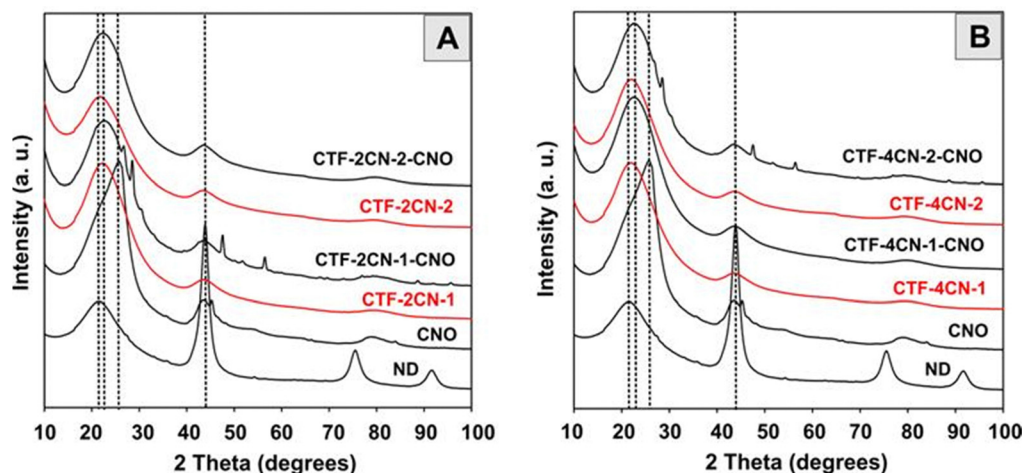 A
Intensity (a. u.)
CTF-2CN-2-CNO
CTF-2CN-2
CTF-2CN-1-CNO
CTF-2CN-1
CNO
ND
10 20 30 40 50 60 70 80 90 100
2 Theta (degrees)
B
Intensity (a. u.)
CTF-4CN-2-CNO
CTF-4CN-2
CTF-4CN-1-CNO
CTF-4CN-1
CNO
ND
10 20 30 40 50 60 70 80 90 100
2 Theta (degrees)